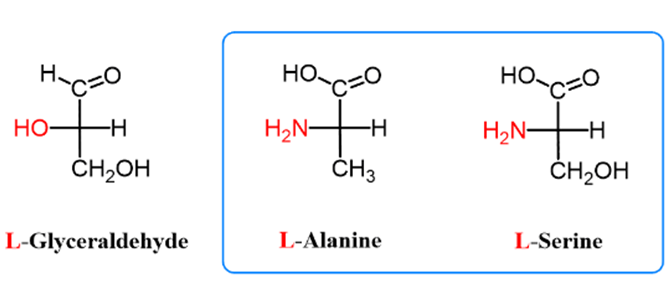 H
C=O
HO
H
CH2OH
L-Glyceraldehyde
HO
C=O
H2N
H
CH3
L-Alanine
HO
C=O
H2N
H
CH2OH
L-Serine